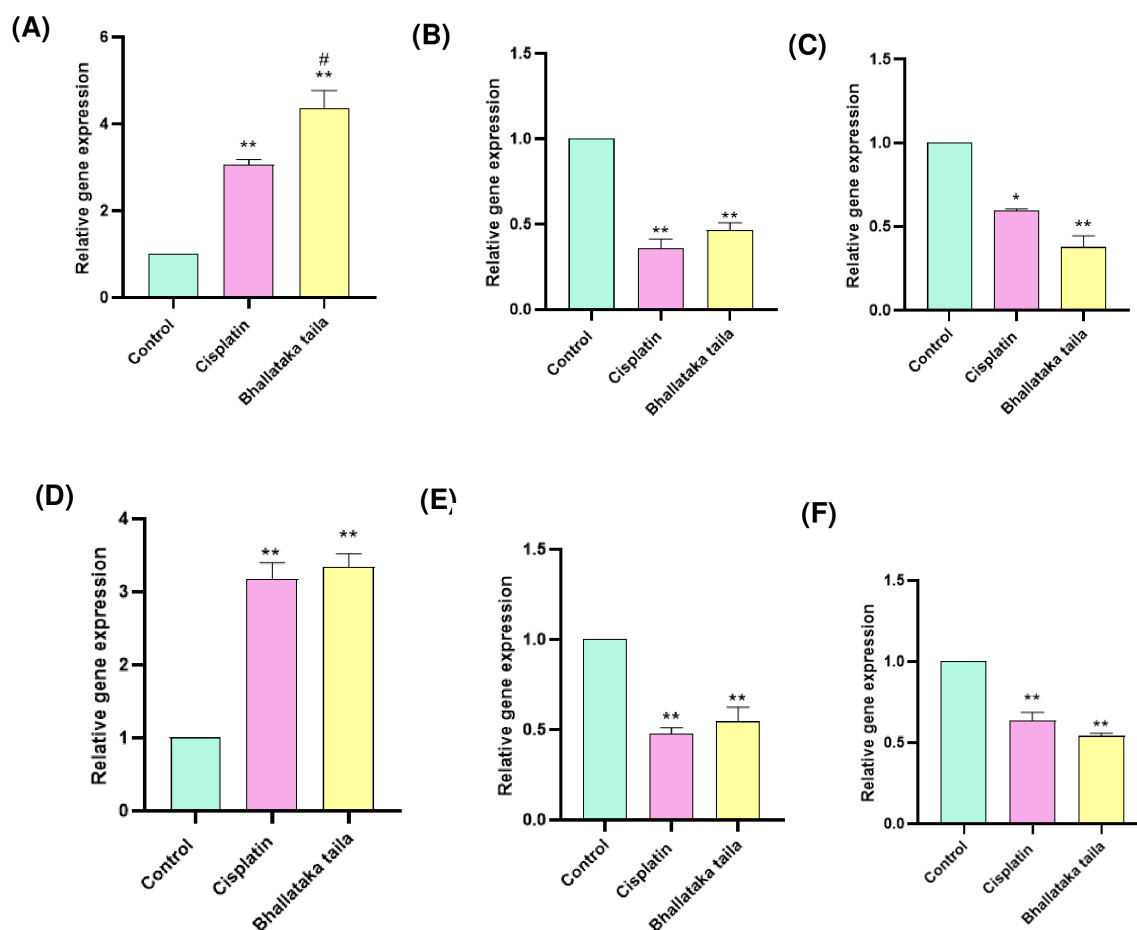 (A)
Relative gene expression
6
4
2
0
**
#
**
Control
Cisplatin
Bhallataka taila
(B)
Relative gene expression
1.5
1.0
0.5
0.0
**
**
Control
Cisplatin
Bhallataka taila
(C)
Relative gene expression
1.5
1.0
0.5
0.0
*
**
Control
Cisplatin
Bhallataka taila
(D)
Relative gene expression
4
3
2
1
0
**
**
Control
Cisplatin
Bhallataka taila
(E)
Relative gene expression
1.5
1.0
0.5
0.0
**
**
Control
Cisplatin
Bhallataka taila
(F)
Relative gene expression
1.5
1.0
0.5
0.0
**
**
Control
Cisplatin
Bhallataka taila